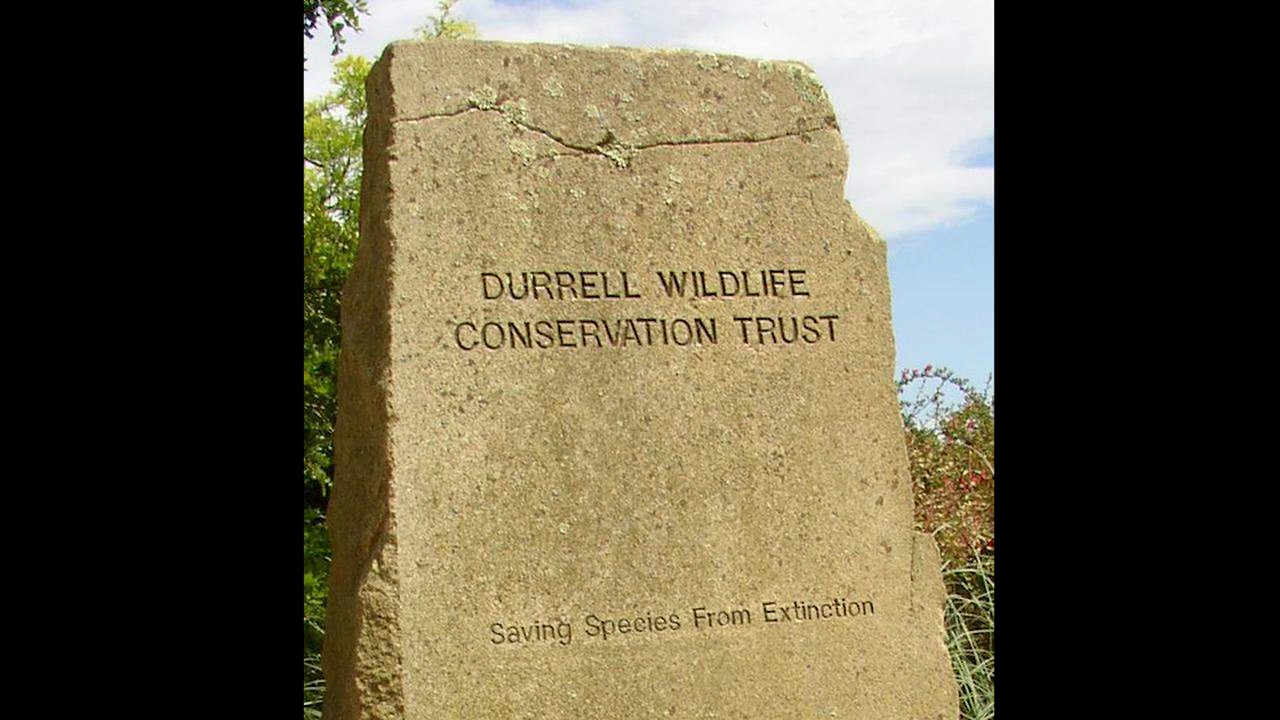 DURRELL WILDLIFE
CONSERVATION TRUST
Saving Species From Extinction